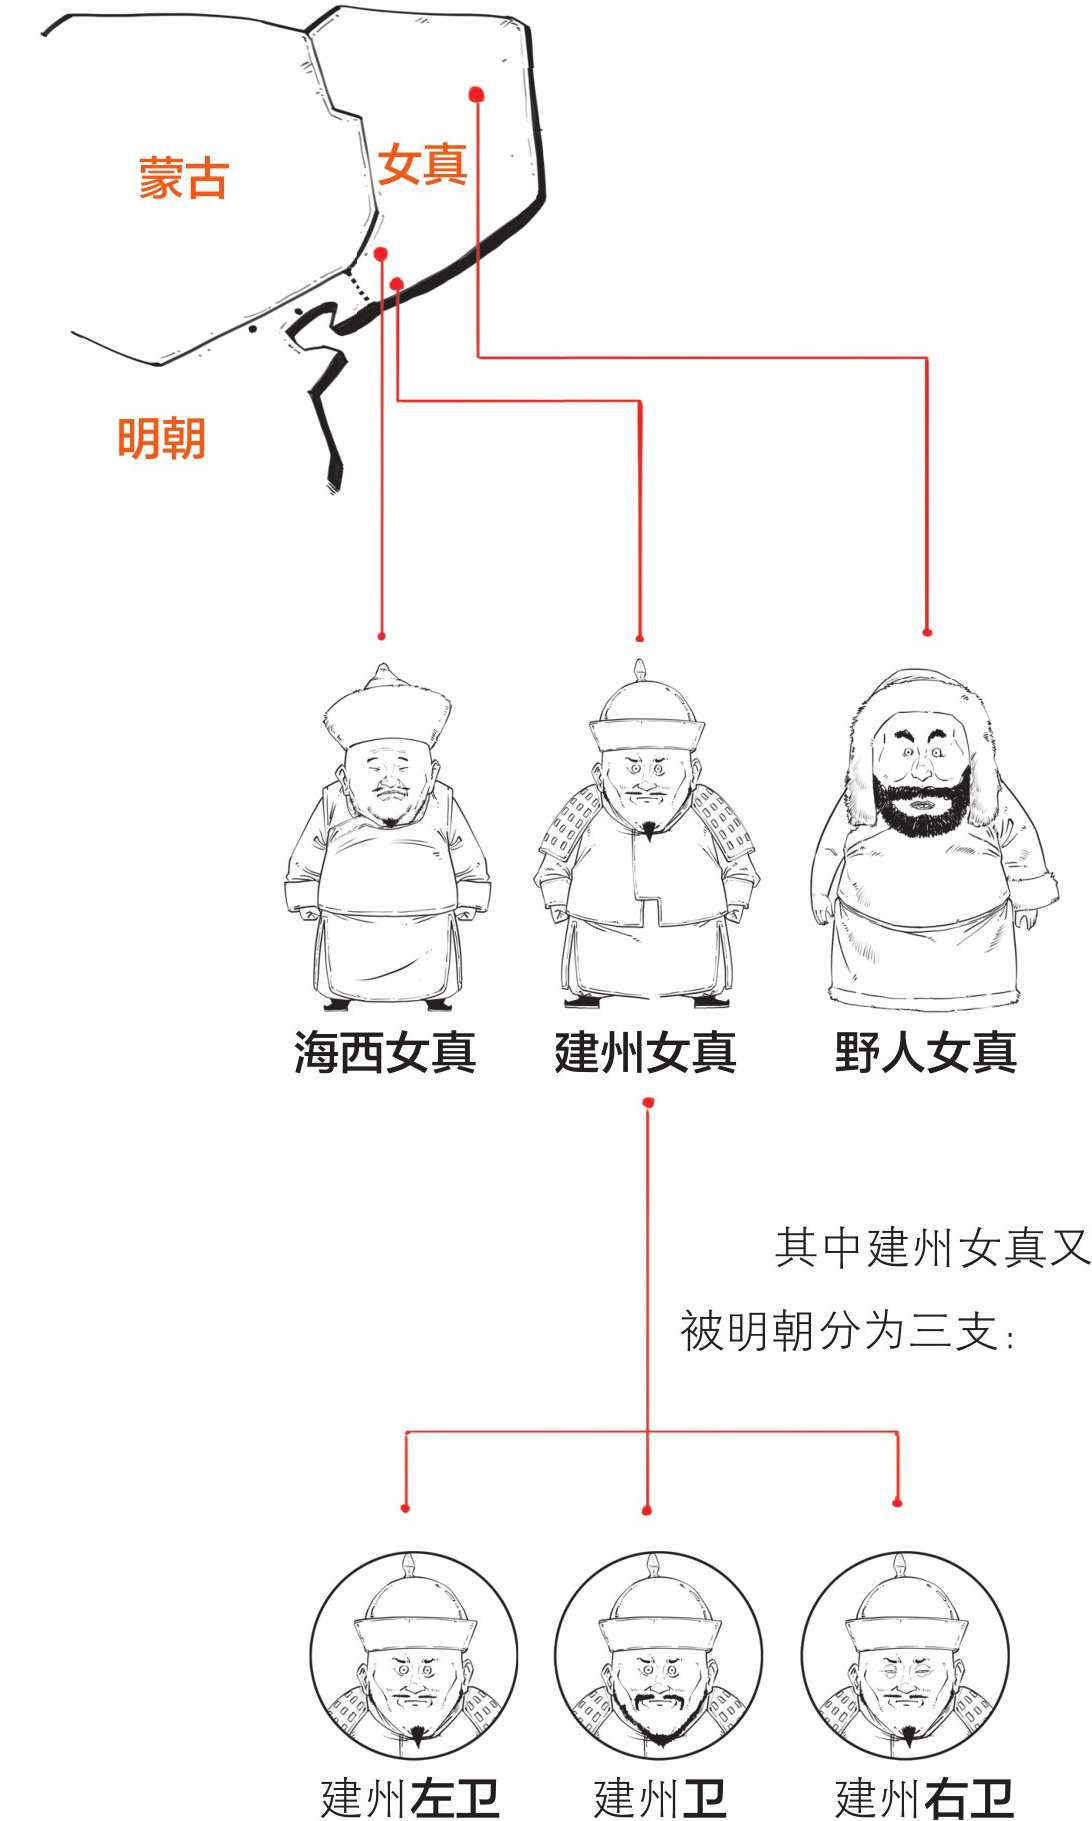 蒙古
女真
明朝
海西女真
建州女真
野人女真
其中建州女真又
被明朝分为三支：
建州左卫
建州卫
建州右卫